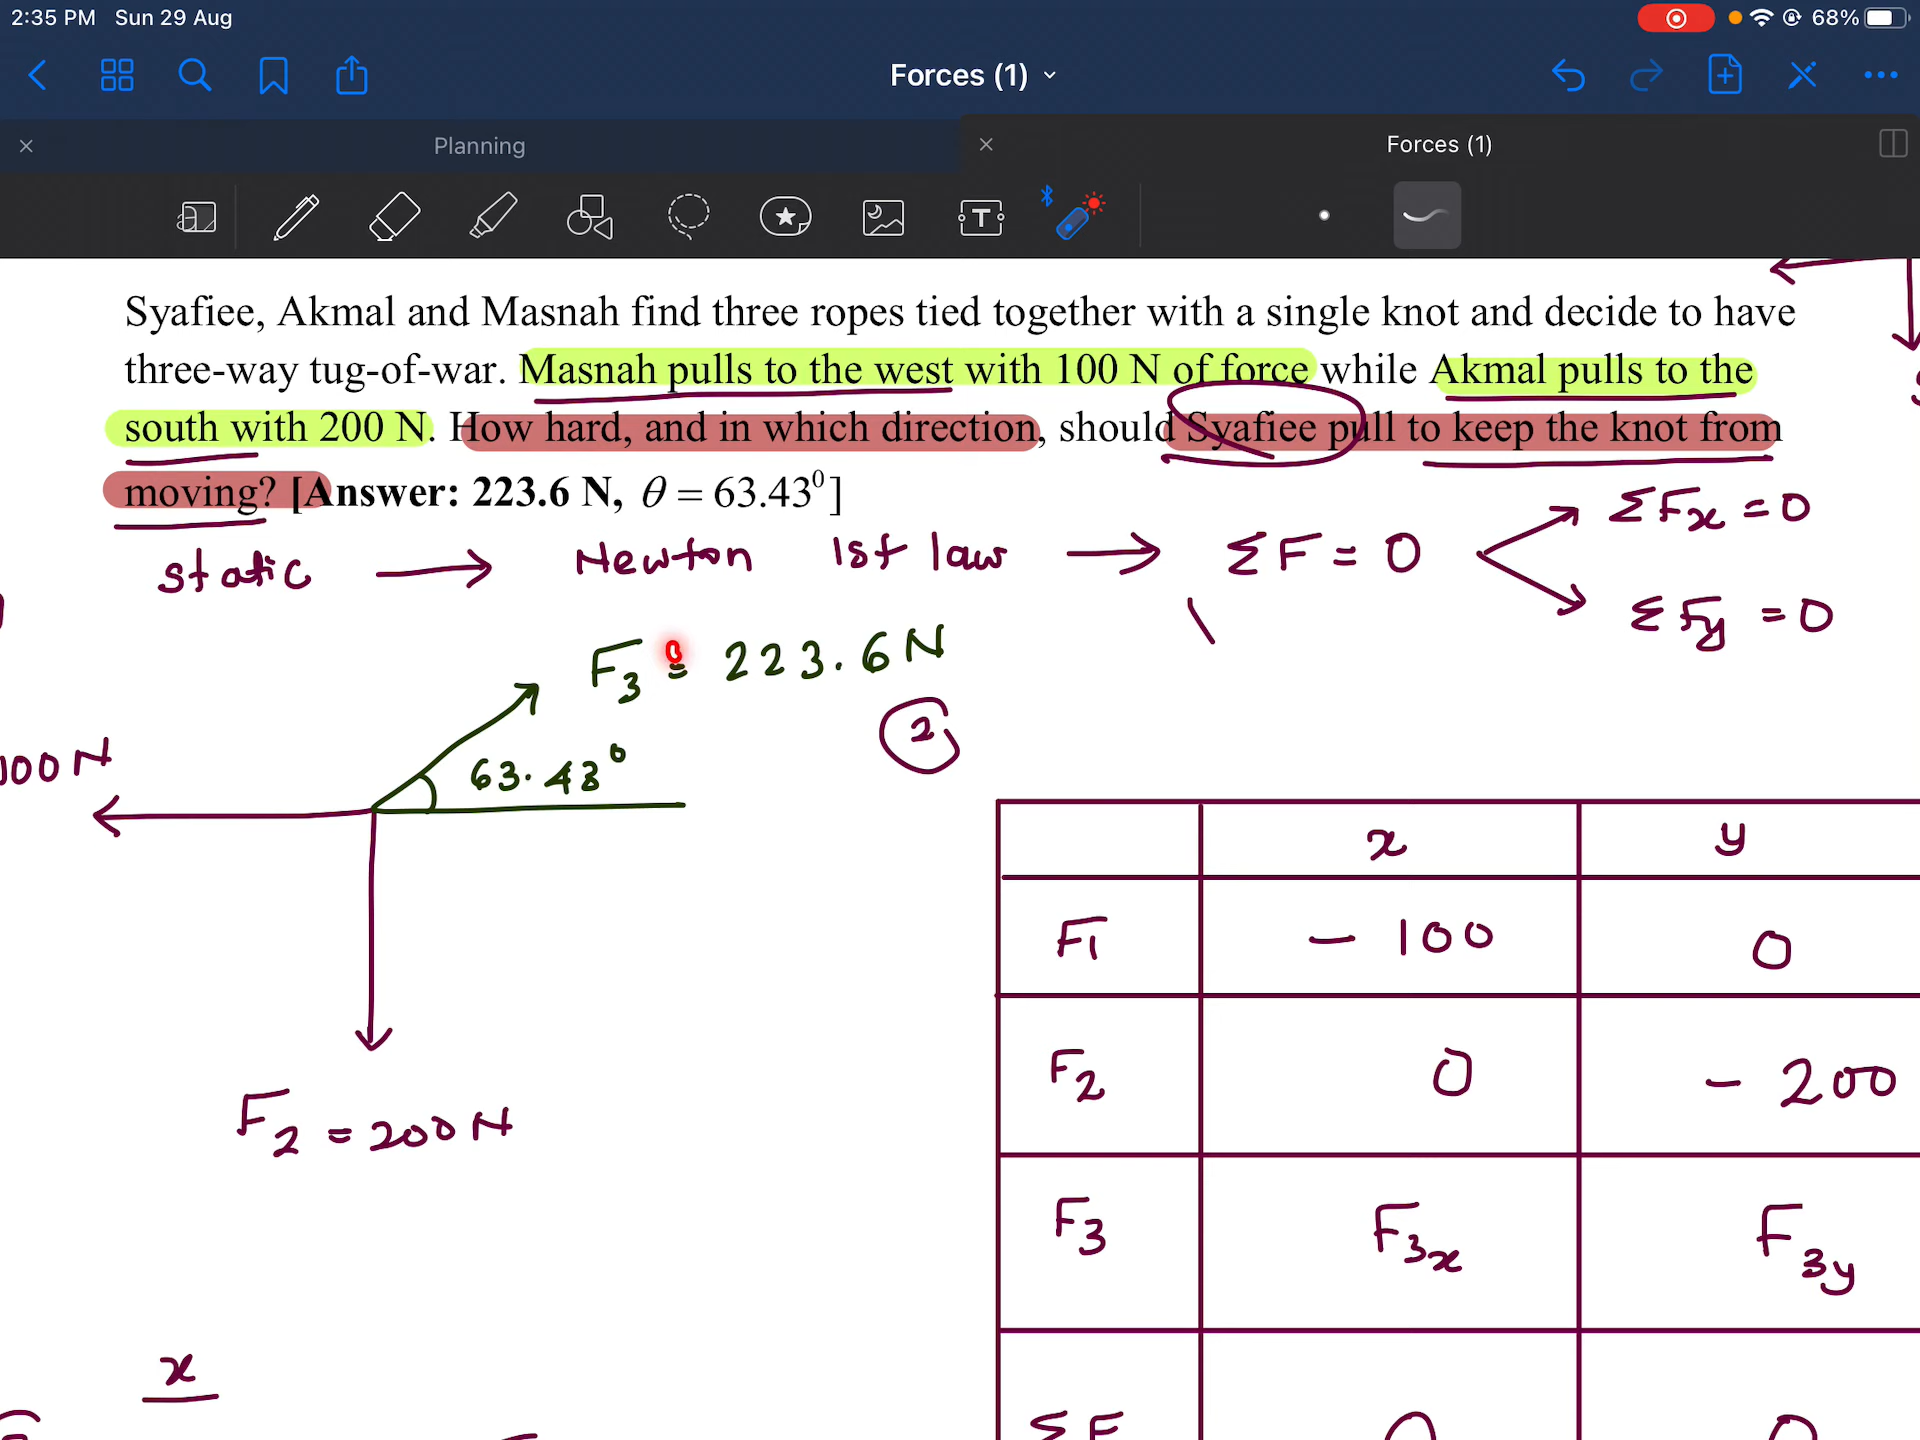 2:35 PM Sun 29 Aug
68%
Forces (1)
Planning
Forces (1)
Syafiee, Akmal and Masnah find three ropes tied together with a single knot and decide to have
three-way tug-of-war. Masnah pulls to the west with 100 N of force while Akmal pulls to the
south with 200 N. How hard, and in which direction, should Syafiee pull to keep the knot from
moving? [Answer: 223.6 N, θ = 63.43⁰]
static → Newton 1st law → ΣF = 0
ΣFx = 0
ΣFy = 0
F3 = 223.6 N
2
63.43°
100 N
F2 = 200 N
x
x y
F1 - 100 0
F2 0 - 200
F3 F3x F3y
ΣF 0 0